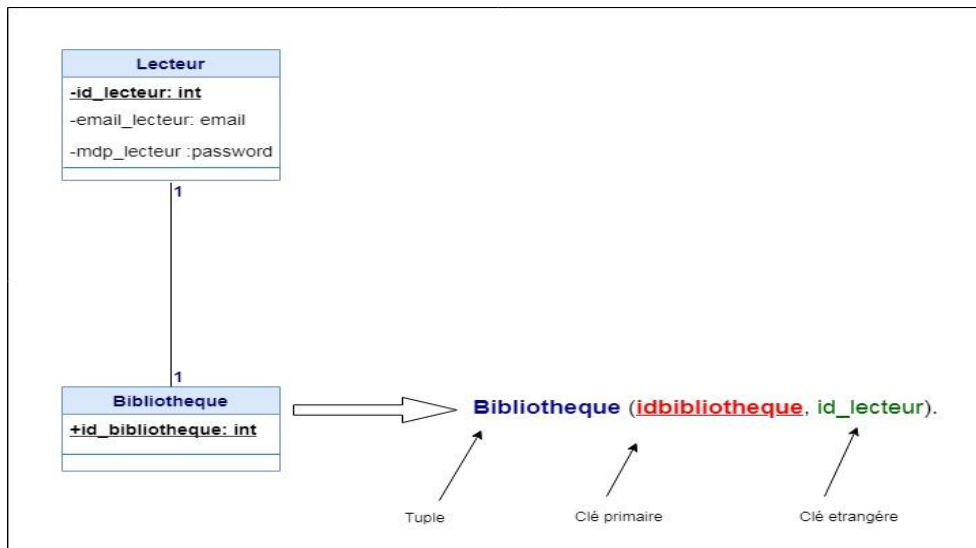 Lecteur
-id_lecteur: int
-email_lecteur: email
-mdp_lecteur :password
1
1
Bibliotheque
+id_bibliotheque: int
Bibliotheque (idbibliotheque, id_lecteur).
Tuple
Clé primaire
Clé etrangére